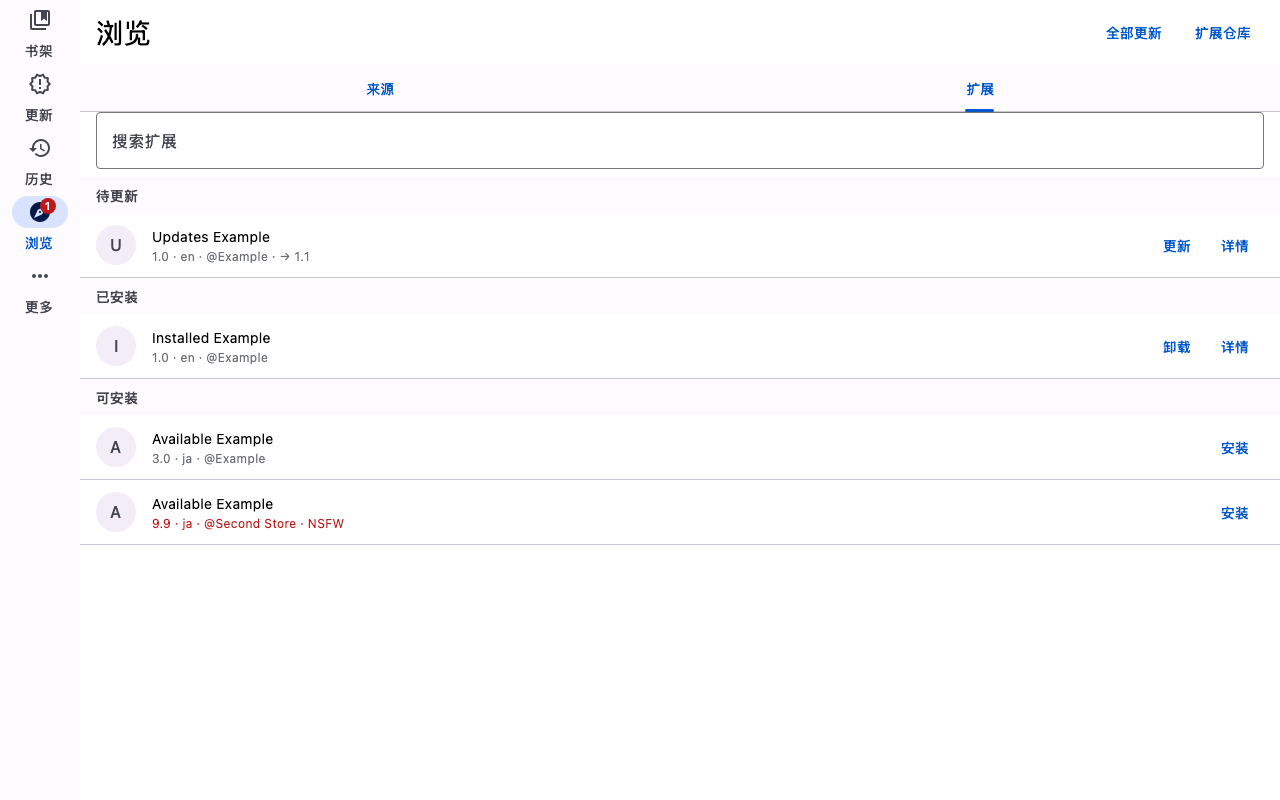 书架
更新
历史
1
浏览
更多
浏览
全部更新
扩展仓库
来源
扩展
搜索扩展
待更新
U
Updates Example
1.0 · en · @Example · → 1.1
更新
详情
已安装
I
Installed Example
1.0 · en · @Example
卸载
详情
可安装
A
Available Example
3.0 · ja · @Example
安装
A
Available Example
9.9 · ja · @Second Store · NSFW
安装